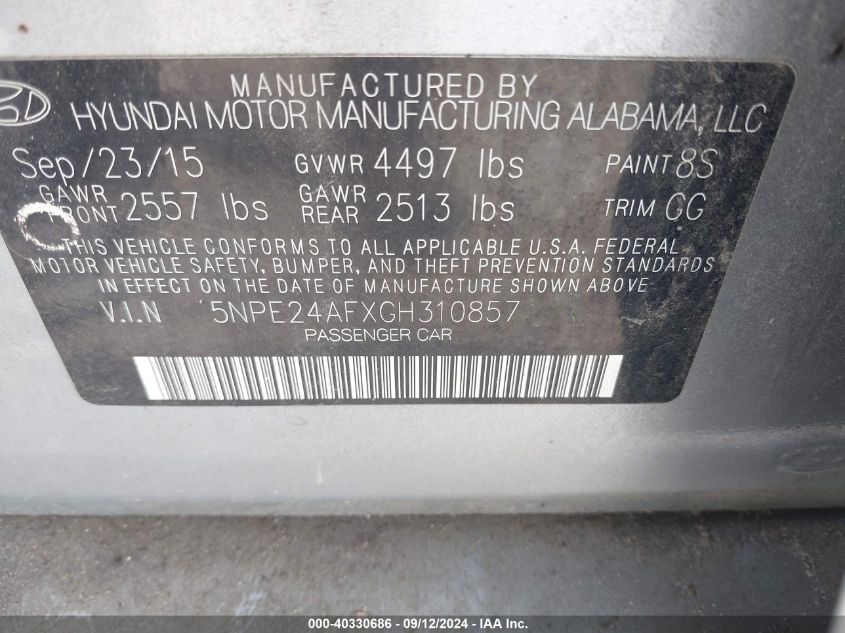 MANUFACTURED BY
HYUNDAI MOTOR MANUFACTURING ALABAMA, LLC
Sep/23/15 GVWR 4497 lbs PAINT 8S
GAWR FRONT 2557 lbs GAWR REAR 2513 lbs TRIM GG
THIS VEHICLE CONFORMS TO ALL APPLICABLE U.S.A. FEDERAL
MOTOR VEHICLE SAFETY, BUMPER, AND THEFT PREVENTION STANDARDS
IN EFFECT ON THE DATE OF MANUFACTURE SHOWN ABOVE
V.I.N 5NPE24AFXGH310857
PASSENGER CAR
000-40330686 - 09/12/2024 - IAA Inc.